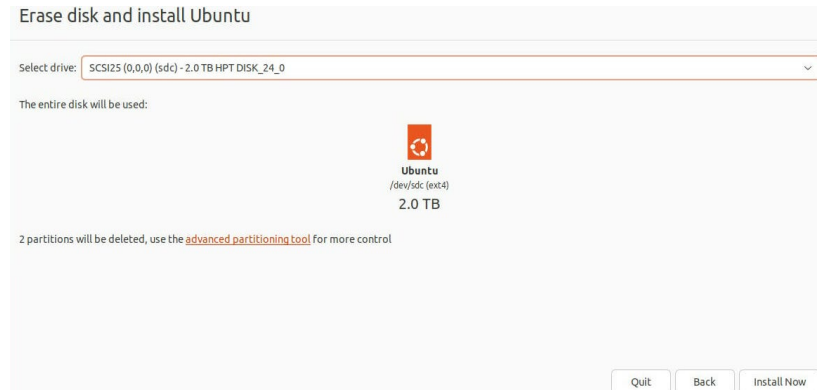 Erase disk and install Ubuntu
Select drive: SCSI25 (0,0,0) (sdc) - 2.0 TB HPT DISK_24_0
The entire disk will be used:
Ubuntu
/dev/sdc (ext4)
2.0 TB
2 partitions will be deleted, use the advanced partitioning tool for more control
Quit Back Install Now